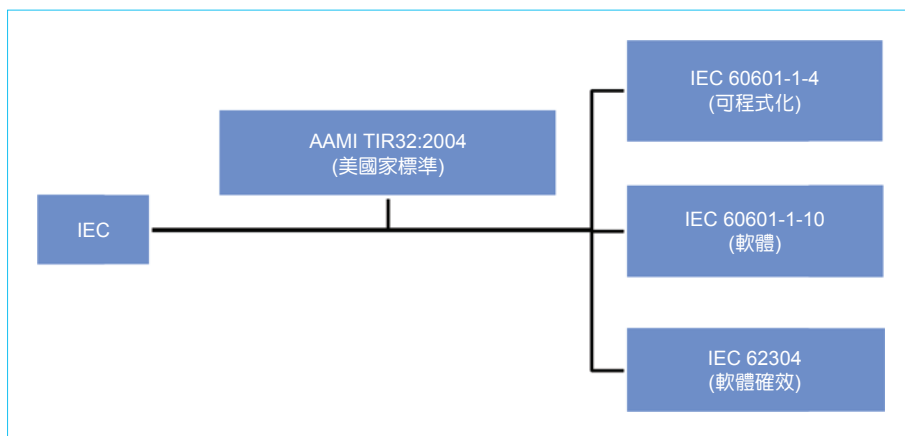 IEC
AAMI TIR32:2004
(美國家標準)
IEC 60601-1-4
(可程式化)
IEC 60601-1-10
(軟體)
IEC 62304
(軟體確效)